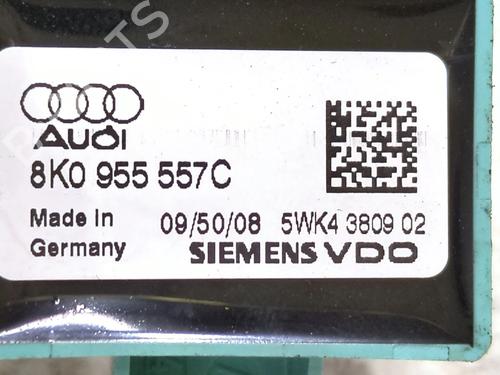 Audi
8K0 955 557C
Made In
Germany
09/50/08 5WK4 3809 02
SIEMENS VDO